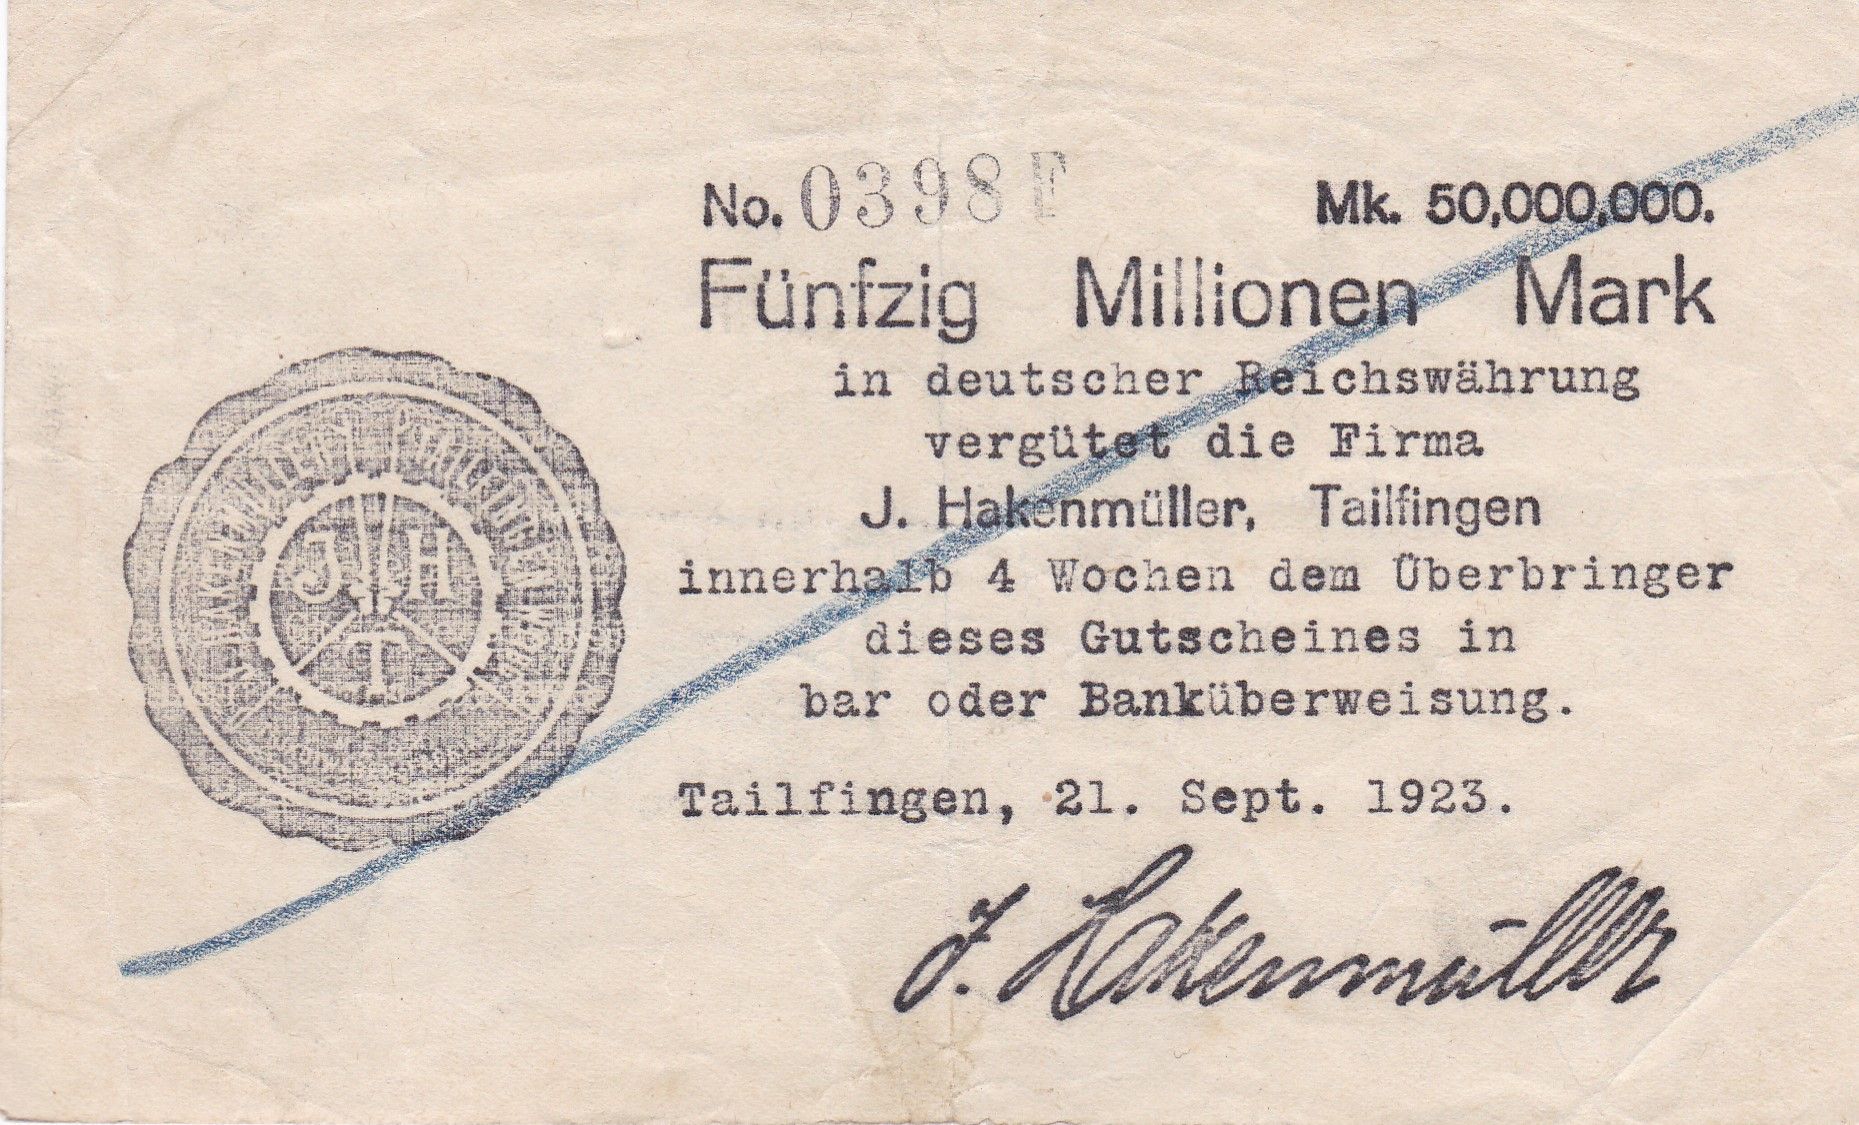 No. 0398 F Mk. 50,000,000.
Fünfzig Millionen Mark
in deutscher Reichswährung
vergütet die Firma
J. Hakenmüller, Tailfingen
innerhalb 4 Wochen dem Überbringer
dieses Gutscheines in
bar oder Banküberweisung.
Tailfingen, 21. Sept. 1923.
J. Hakenmüller
J H
T